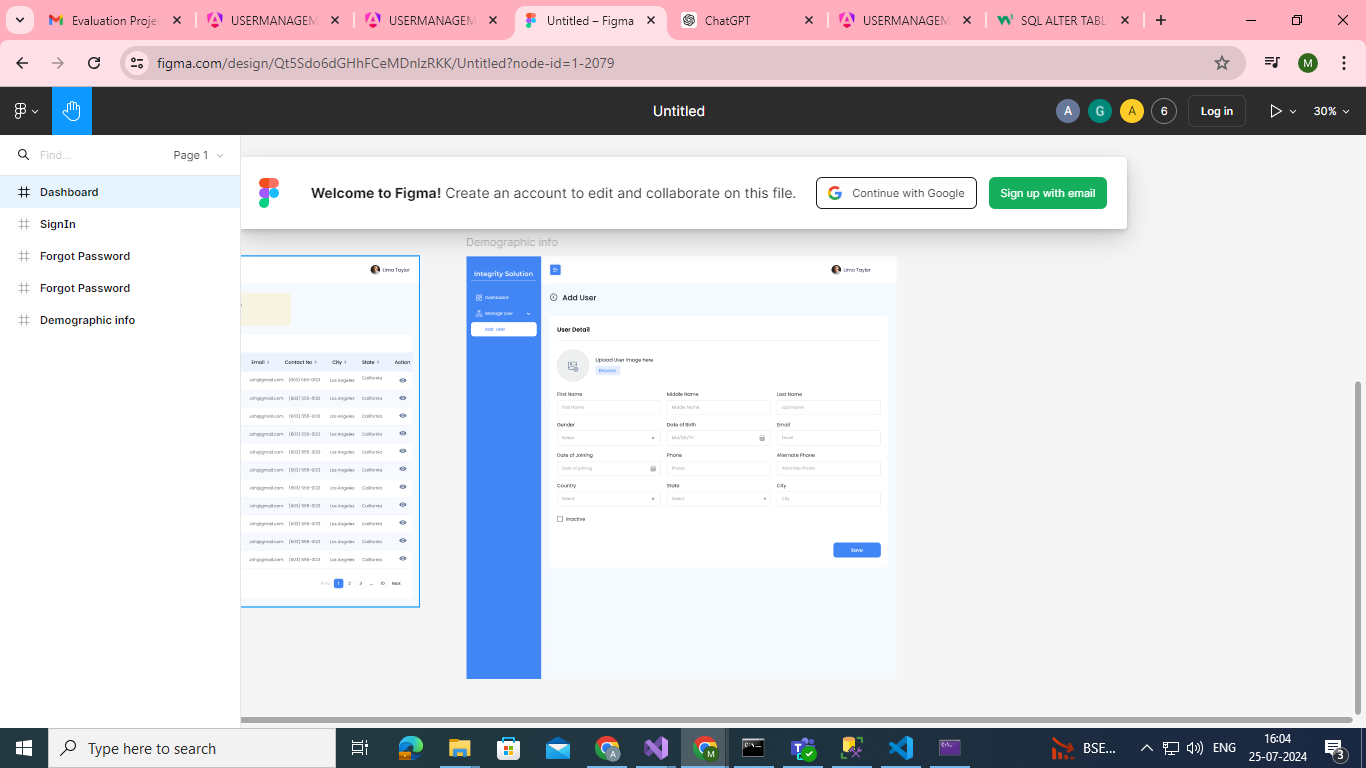 Evaluation Projec
USERMANAGEM
USERMANAGEM
Untitled – Figma
ChatGPT
USERMANAGEM
SQL ALTER TABL
figma.com/design/Qt5Sdo6dGHhFCeMDnlzRKK/Untitled?node-id=1-2079
M
Untitled
A
G
A
6
Log in
30%
Find...
Page 1
Dashboard
SignIn
Forgot Password
Forgot Password
Demographic info
Welcome to Figma! Create an account to edit and collaborate on this file.
Continue with Google
Sign up with email
Demographic info
Lima Taylor
Email
Contact No
City
State
Action
Joh@gmail.com (603) 555-0123 Los Angeles California
Joh@gmail.com (603) 555-0123 Los Angeles California
Joh@gmail.com (603) 555-0123 Los Angeles California
Joh@gmail.com (603) 555-0123 Los Angeles California
Joh@gmail.com (603) 555-0123 Los Angeles California
Joh@gmail.com (603) 555-0123 Los Angeles California
Joh@gmail.com (603) 555-0123 Los Angeles California
Joh@gmail.com (603) 555-0123 Los Angeles California
Joh@gmail.com (603) 555-0123 Los Angeles California
Joh@gmail.com (603) 555-0123 Los Angeles California
Joh@gmail.com (603) 555-0123 Los Angeles California
Prev 1 2 3 ... 10 Next
Integrity Solution
Dashboard
Manage User
Add User
Lima Taylor
Add User
User Detail
Upload User Image here
Browse
First Name Middle Name Last Name
First Name Middle Name Last Name
Gender Date of Birth Email
Select MM/DD/YY Email
Date of Joining Phone Alternate Phone
Date of joining Phone Alternate Phone
Country State City
Select Select City
Inactive
Save
Type here to search
BSE...
ENG
16:04
25-07-2024
3